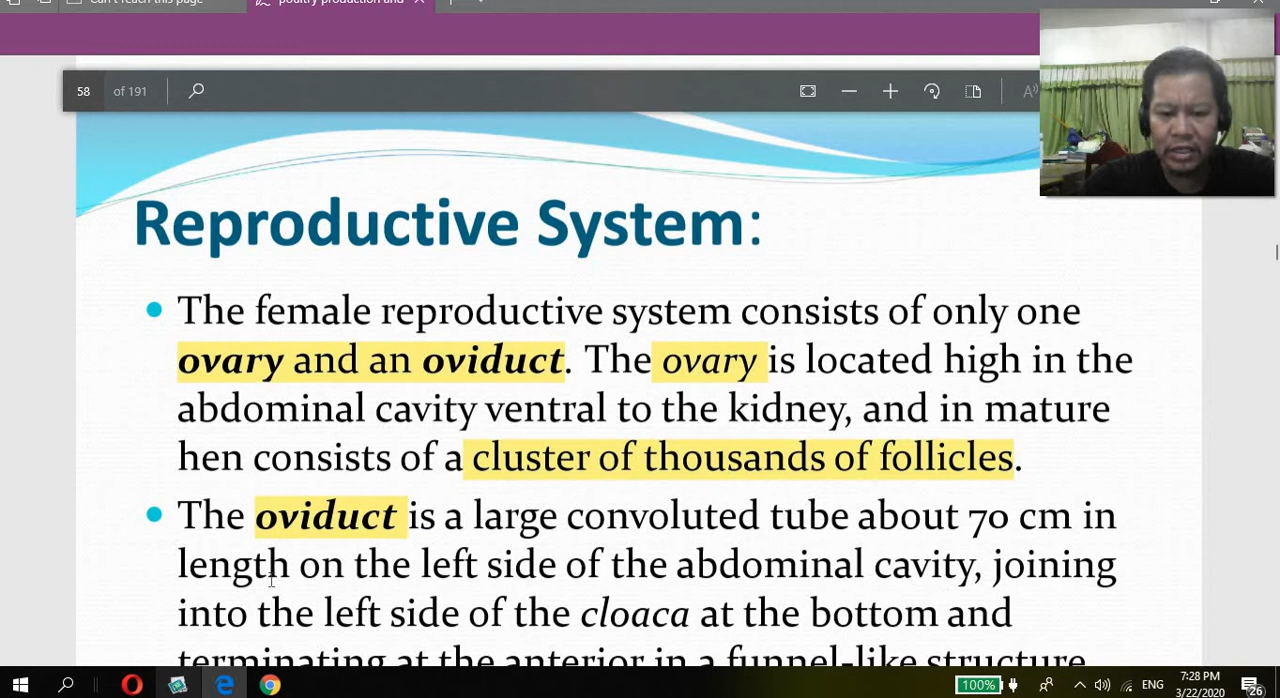 Can't reach this page
poultry production and
58 of 191
Reproductive System:
• The female reproductive system consists of only one
ovary and an oviduct. The ovary is located high in the
abdominal cavity ventral to the kidney, and in mature
hen consists of a cluster of thousands of follicles.
• The oviduct is a large convoluted tube about 70 cm in
length on the left side of the abdominal cavity, joining
into the left side of the cloaca at the bottom and
terminating at the anterior in a funnel-like structure
100%
ENG
7:28 PM
3/22/2020
26